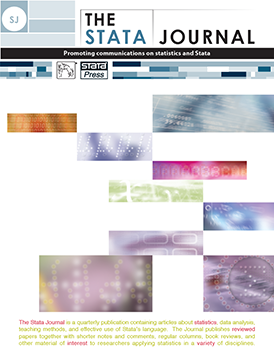 SJ
THE
STATA JOURNAL
Promoting communications on statistics and Stata
STATA
Press
The Stata Journal is a quarterly publication containing articles about statistics, data analysis,
teaching methods, and effective use of Stata's language. The Journal publishes reviewed
papers together with shorter notes and comments, regular columns, book reviews, and
other material of interest to researchers applying statistics in a variety of disciplines.